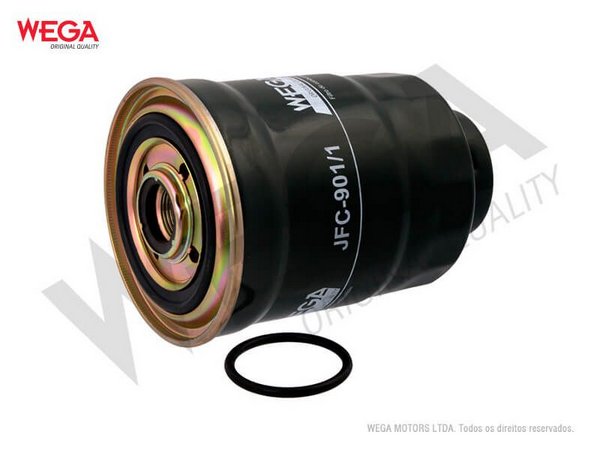 WEGA
ORIGINAL QUALITY
WEGA
JFC-901/1
WEGA
WEGA
ORIGINAL QUALITY
WEGA MOTORS LTDA. Todos os direitos reservados.